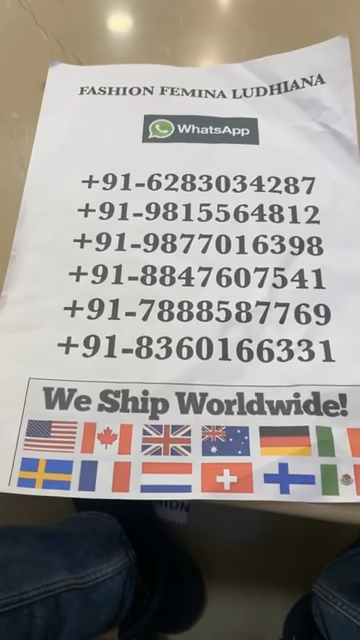 FASHION FEMINA LUDHIANA
WhatsApp
+91-6283034287
+91-9815564812
+91-9877016398
+91-8847607541
+91-7888587769
+91-8360166331
We Ship Worldwide!